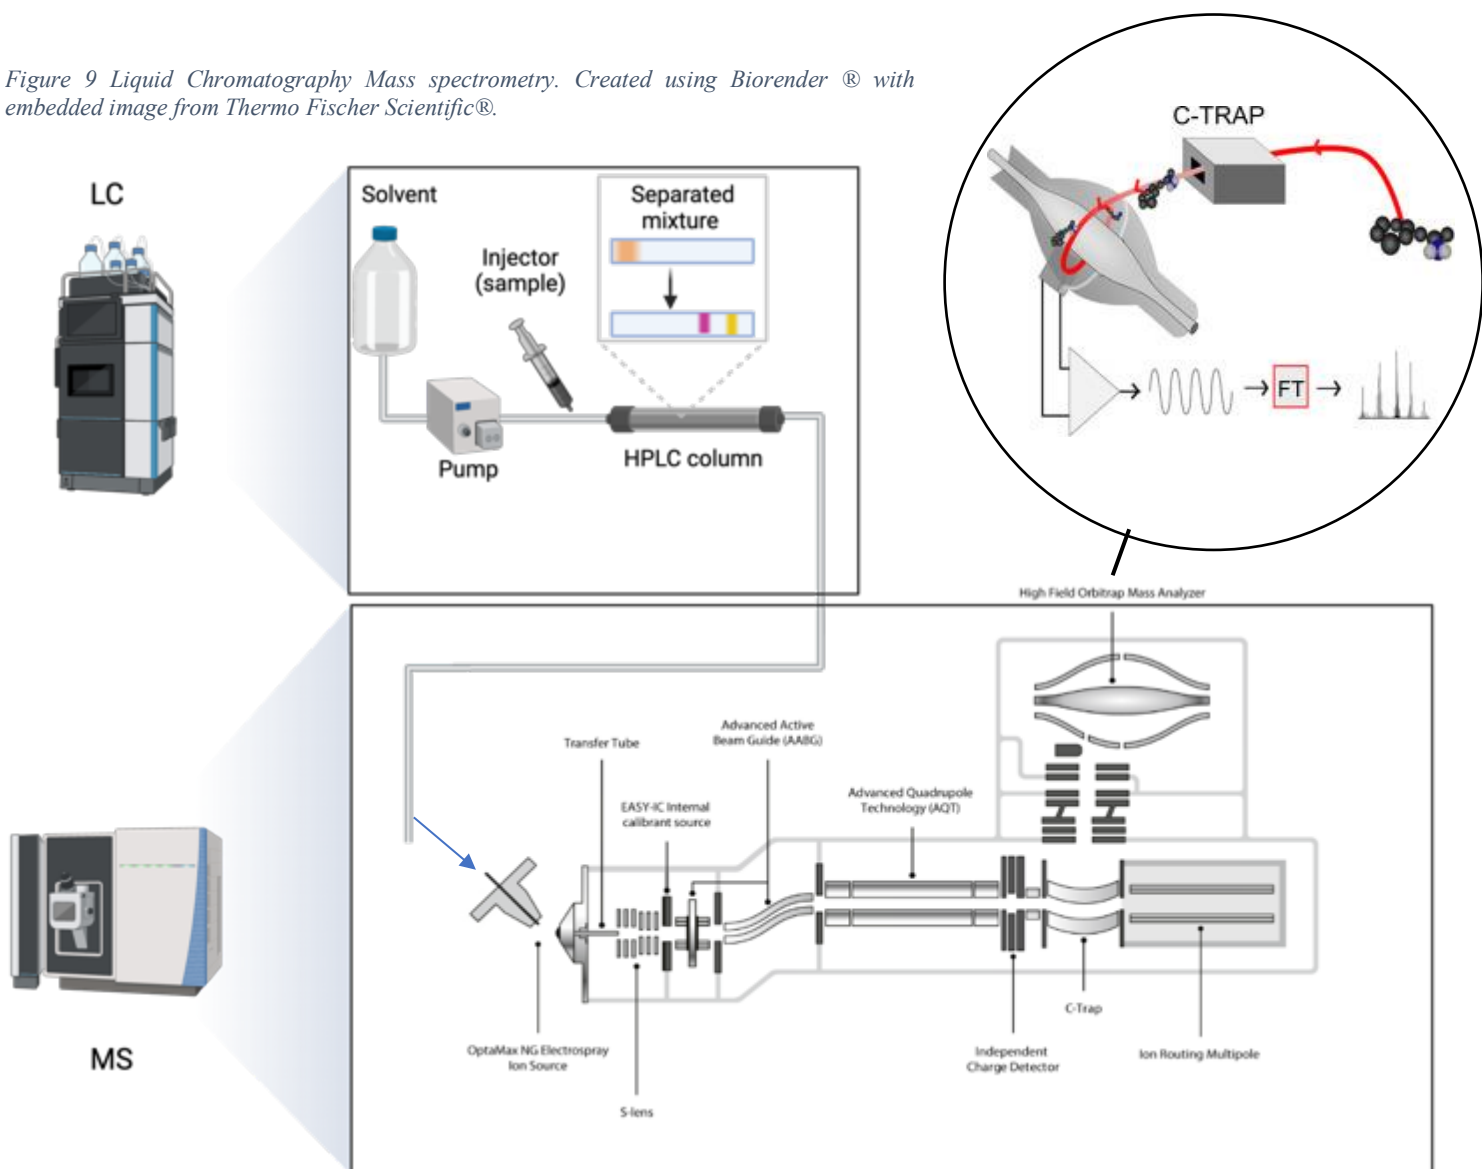 Figure 9 Liquid Chromatography Mass spectrometry. Created using Biorender ® with
embedded image from Thermo Fischer Scientific®.
C-TRAP
LC
Solvent
Separated
mixture
Injector
(sample)
Pump
HPLC column
FT
High Field Orbitrap Mass Analyzer
Advanced Active
Beam Guide (AABG)
Transfer Tube
Advanced Quadrupole
Technology (AQT)
EASY-IC Internal
calibrant source
C-Trap
OptaMax NG Electrospray
Ion Source
Independent
Charge Detector
Ion Routing Multipole
MS
S-lens